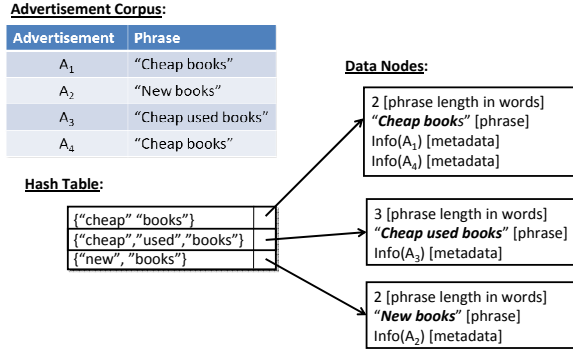 Advertisement Corpus:
Advertisement Phrase
A1 “Cheap books”
A2 “New books”
A3 “Cheap used books”
A4 “Cheap books”
Hash Table:
{“cheap” “books”}
{“cheap”,“used”,“books”}
{“new”, “books”}
Data Nodes:
2 [phrase length in words]
“Cheap books” [phrase]
Info(A1) [metadata]
Info(A4) [metadata]
3 [phrase length in words]
“Cheap used books” [phrase]
Info(A3) [metadata]
2 [phrase length in words]
“New books” [phrase]
Info(A2) [metadata]